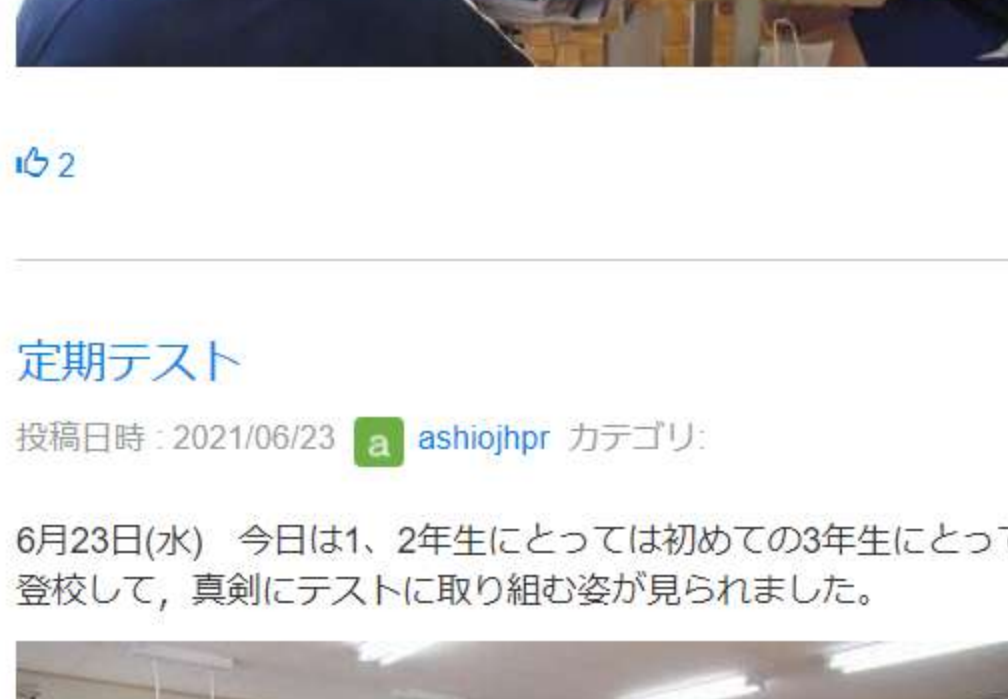 2
定期テスト
投稿日時 : 2021/06/23 a ashiojhpr カテゴリ:
6月23日(水)　今日は1、2年生にとっては初めての3年生にとっ
登校して，真剣にテストに取り組む姿が見られました。